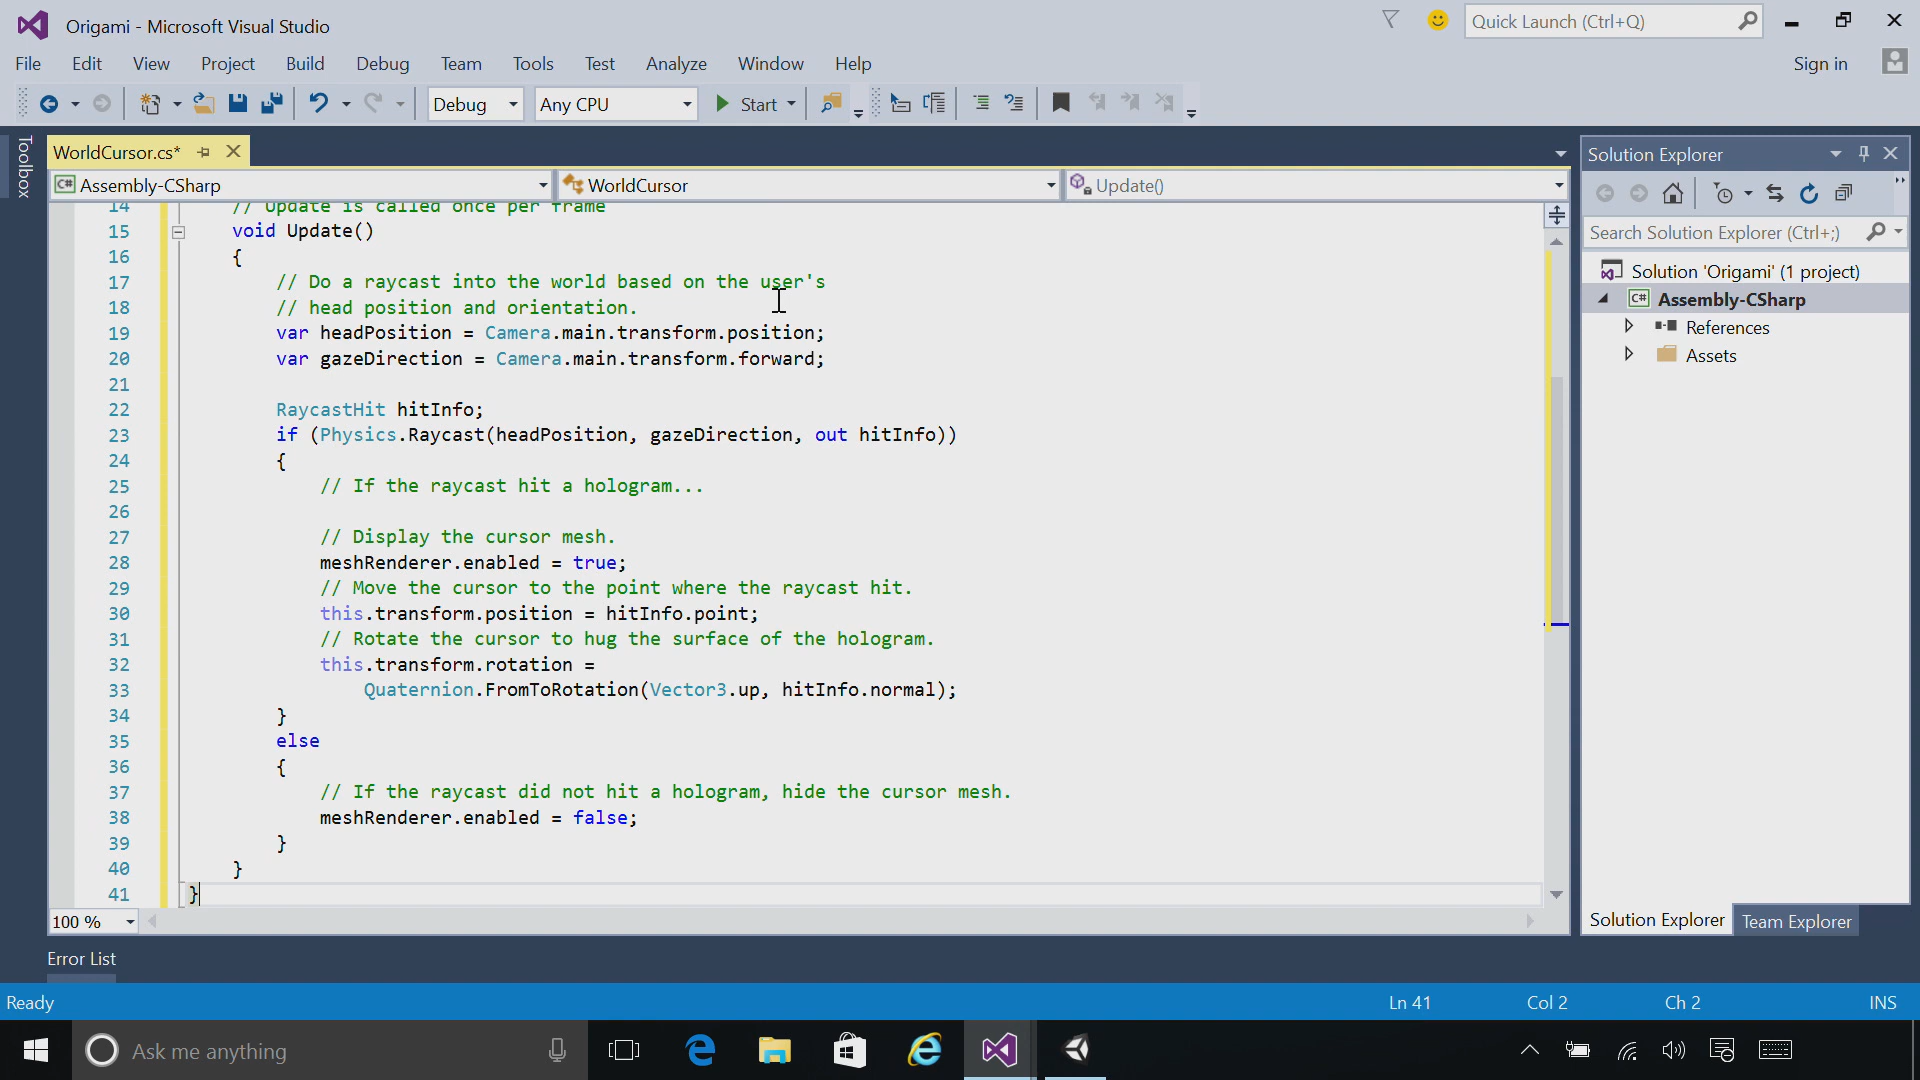 Origami - Microsoft Visual Studio
Quick Launch (Ctrl+Q)
File Edit View Project Build Debug Team Tools Test Analyze Window Help
Sign in
Debug Any CPU Start
Toolbox
WorldCursor.cs*
Assembly-CSharp WorldCursor Update()
14 // Update is called once per frame
15 void Update()
16 {
17 // Do a raycast into the world based on the user's
18 // head position and orientation.
19 var headPosition = Camera.main.transform.position;
20 var gazeDirection = Camera.main.transform.forward;
21
22 RaycastHit hitInfo;
23 if (Physics.Raycast(headPosition, gazeDirection, out hitInfo))
24 {
25 // If the raycast hit a hologram...
26
27 // Display the cursor mesh.
28 meshRenderer.enabled = true;
29 // Move the cursor to the point where the raycast hit.
30 this.transform.position = hitInfo.point;
31 // Rotate the cursor to hug the surface of the hologram.
32 this.transform.rotation =
33 Quaternion.FromToRotation(Vector3.up, hitInfo.normal);
34 }
35 else
36 {
37 // If the raycast did not hit a hologram, hide the cursor mesh.
38 meshRenderer.enabled = false;
39 }
40 }
41 }
100 %
Solution Explorer
Search Solution Explorer (Ctrl+;)
Solution 'Origami' (1 project)
C# Assembly-CSharp
References
Assets
Solution Explorer Team Explorer
Error List
Ready Ln 41 Col 2 Ch 2 INS
Ask me anything